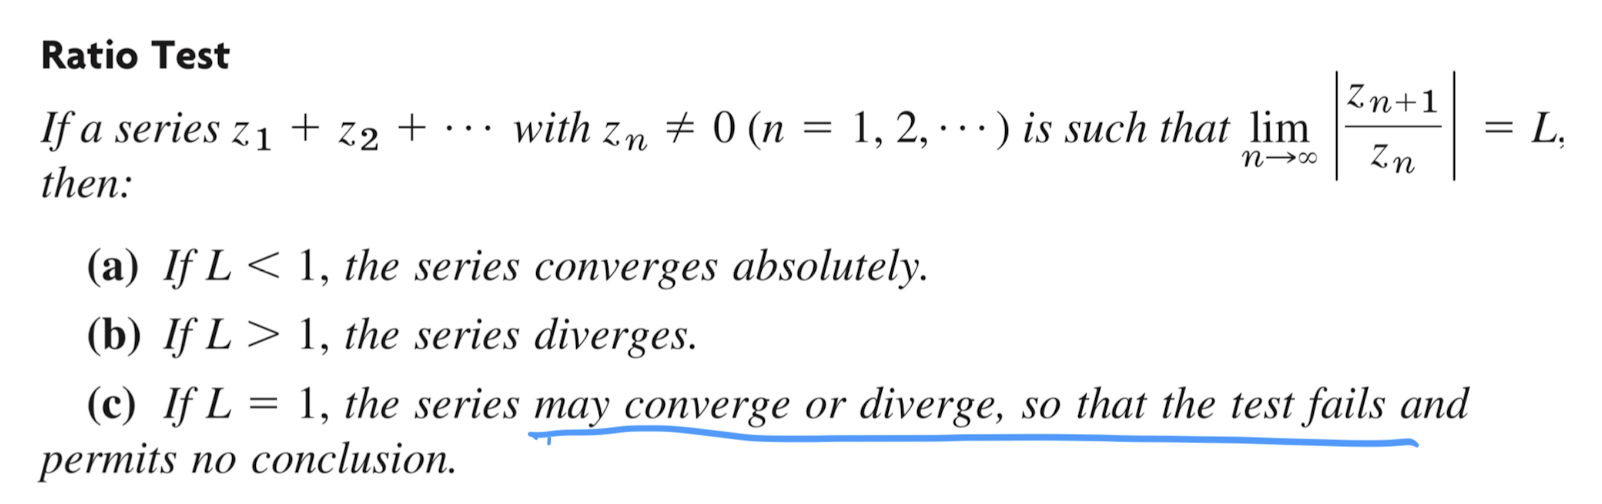 Ratio Test
If a series z₁ + z₂ + ··· with zₙ ≠ 0 (n = 1, 2, ···) is such that lim_{n→∞} |zₙ₊₁/zₙ| = L,
then:
(a) If L < 1, the series converges absolutely.
(b) If L > 1, the series diverges.
(c) If L = 1, the series may converge or diverge, so that the test fails and
permits no conclusion.